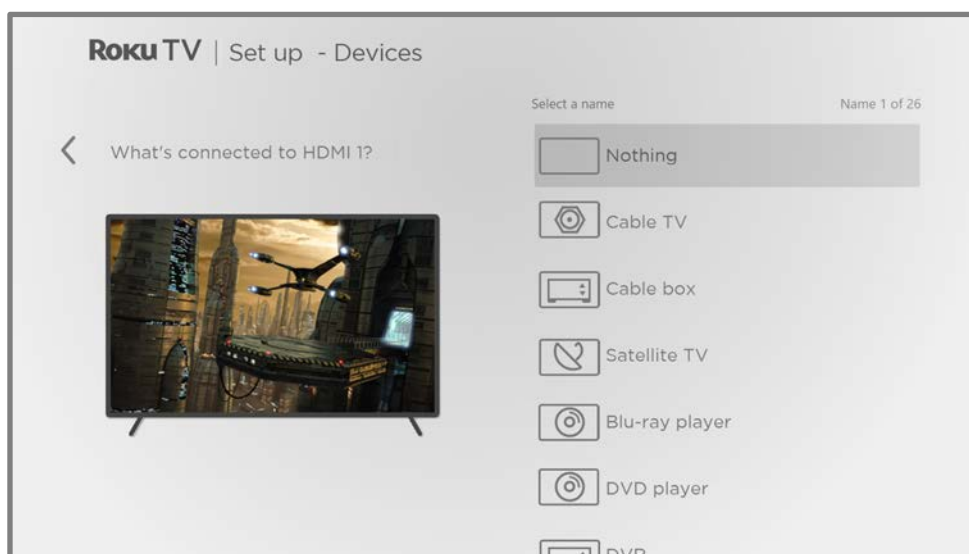 Roku TV | Set up - Devices
Select a name
Name 1 of 26
What's connected to HDMI 1?
Nothing
Cable TV
Cable box
Satellite TV
Blu-ray player
DVD player
DVR